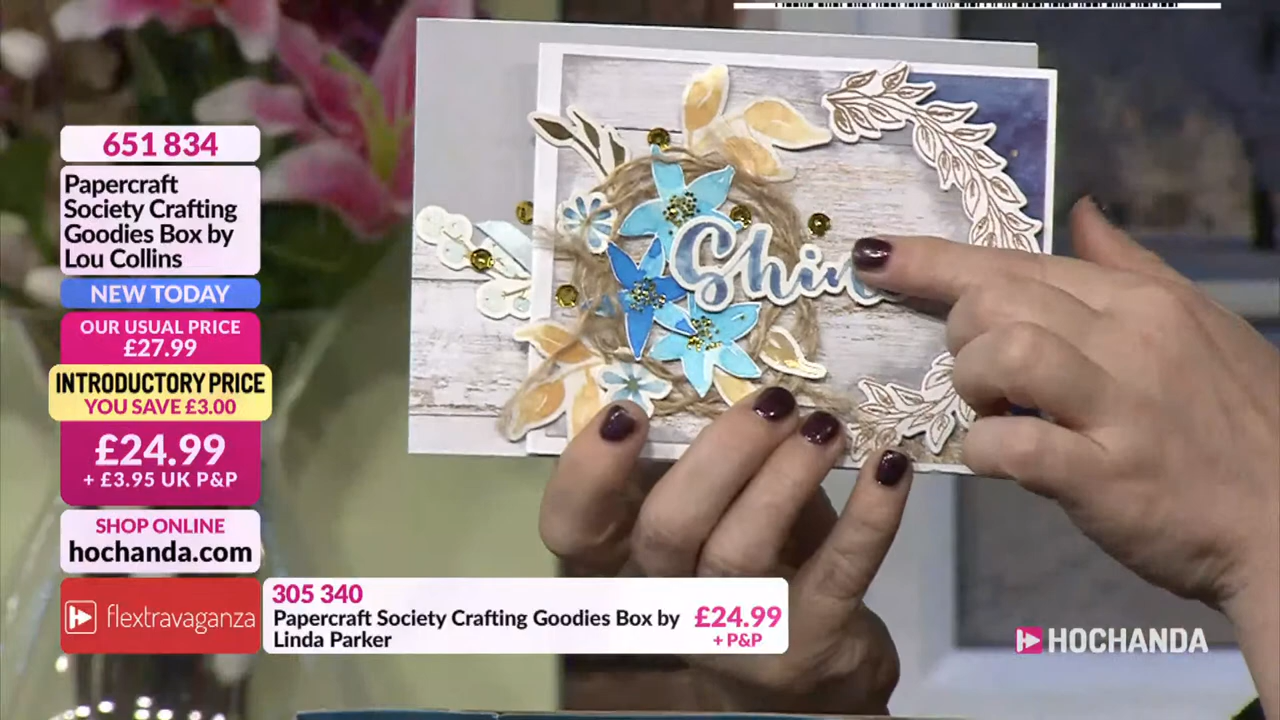 651 834
Papercraft
Society Crafting
Goodies Box by
Lou Collins
NEW TODAY
OUR USUAL PRICE
£27.99
INTRODUCTORY PRICE
YOU SAVE £3.00
£24.99
+ £3.95 UK P&P
SHOP ONLINE
hochanda.com
flextravaganza
305 340
Papercraft Society Crafting Goodies Box by
Linda Parker
£24.99
+ P&P
HOCHANDA